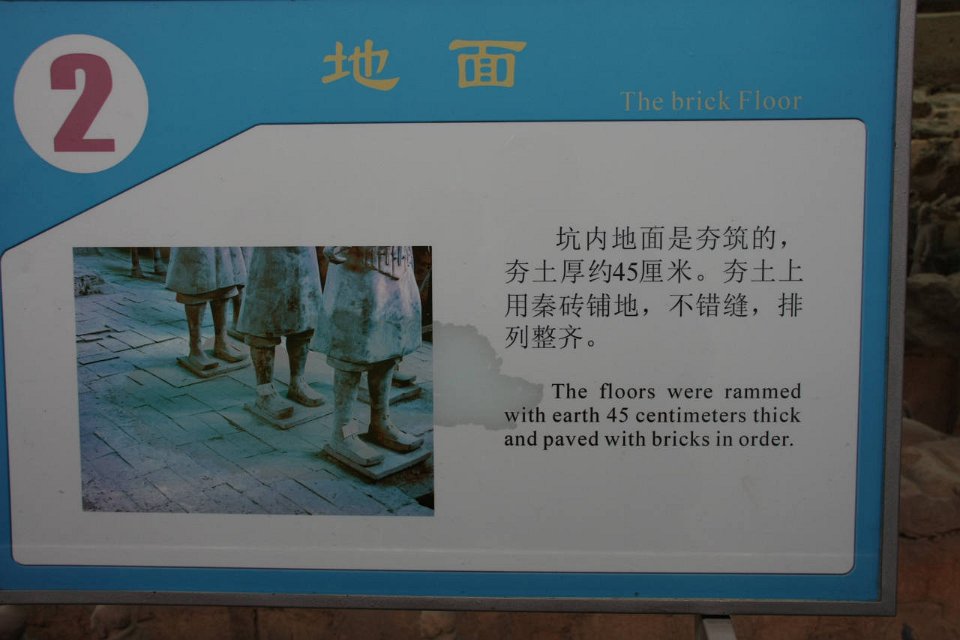 2
地面
The brick Floor
坑内地面是夯筑的，
夯土厚约45厘米。夯土上
用秦砖铺地，不错缝，排
列整齐。
The floors were rammed
with earth 45 centimeters thick
and paved with bricks in order.